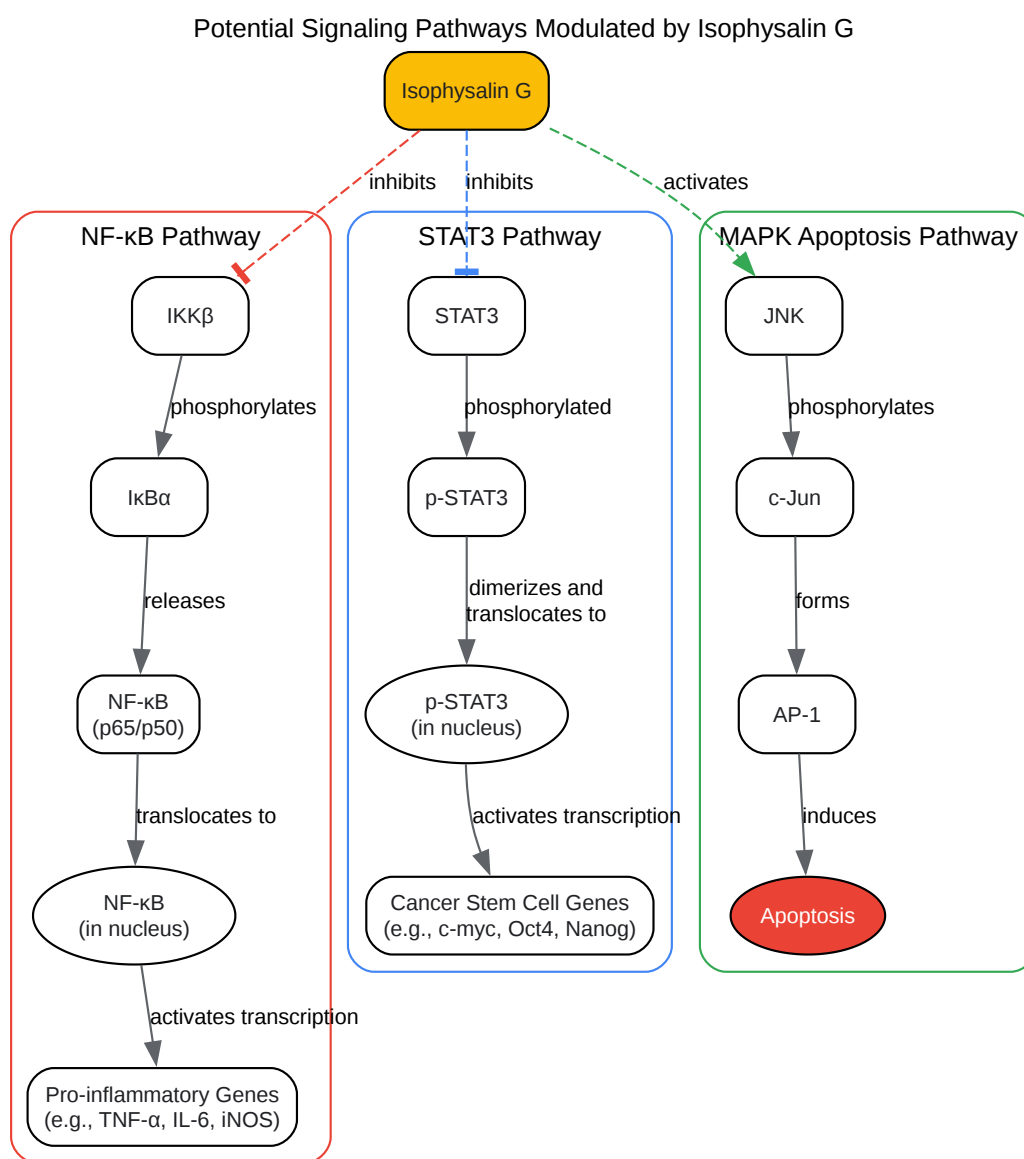 Potential Signaling Pathways Modulated by Isophysalin G
Isophysalin G
inhibits
inhibits
activates
NF-κB Pathway
IKKβ
phosphorylates
IκBα
releases
NF-κB
(p65/p50)
translocates to
NF-κB
(in nucleus)
activates transcription
Pro-inflammatory Genes
(e.g., TNF-α, IL-6, iNOS)
STAT3 Pathway
STAT3
phosphorylated
p-STAT3
dimerizes and
translocates to
p-STAT3
(in nucleus)
activates transcription
Cancer Stem Cell Genes
(e.g., c-myc, Oct4, Nanog)
MAPK Apoptosis Pathway
JNK
phosphorylates
c-Jun
forms
AP-1
induces
Apoptosis